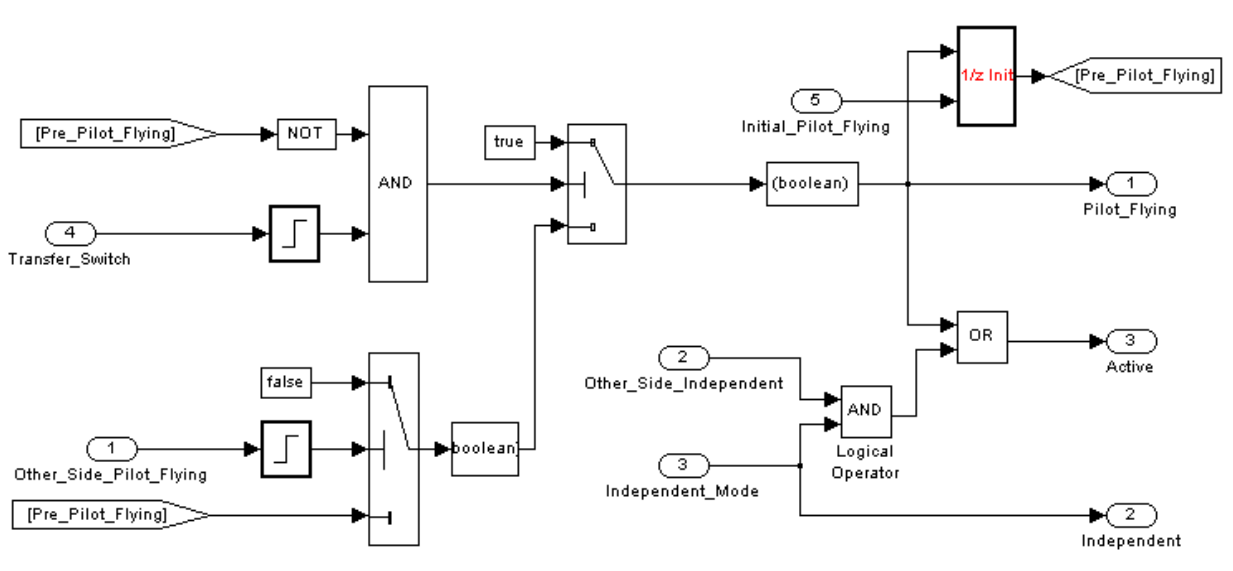 1/z Init
[Pre_Pilot_Flying]
5
Initial_Pilot_Flying
[Pre_Pilot_Flying]
NOT
true
AND
(boolean)
1
Pilot_Flying
4
Transfer_Switch
OR
3
Active
2
Other_Side_Independent
false
AND
Logical
Operator
1
Other_Side_Pilot_Flying
boolean)
3
Independent_Mode
[Pre_Pilot_Flying]
2
Independent